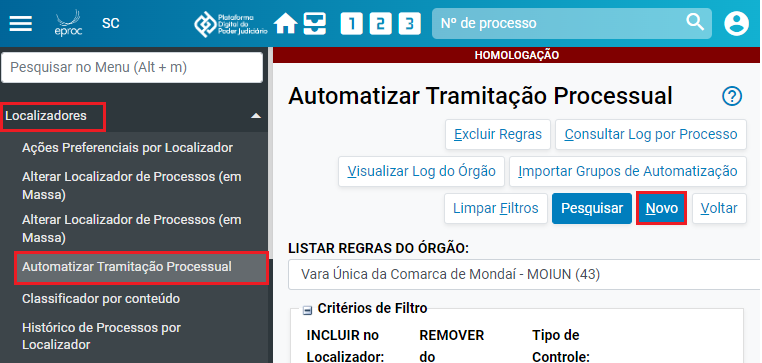 eproc
SC
Plataforma
Digital do
Poder Judiciário
1 2 3
Nº de processo
HOMOLOGAÇÃO
Pesquisar no Menu (Alt + m)
Localizadores
Ações Preferenciais por Localizador
Alterar Localizador de Processos (em
Massa)
Alterar Localizador de Processos (em
Massa)
Automatizar Tramitação Processual
Classificador por conteúdo
Histórico de Processos por
Localizador
Automatizar Tramitação Processual
?
Excluir Regras
Consultar Log por Processo
Visualizar Log do Órgão
Importar Grupos de Automatização
Limpar Filtros
Pesquisar
Novo
Voltar
LISTAR REGRAS DO ÓRGÃO:
Vara Única da Comarca de Mondaí - MOIUN (43)
Critérios de Filtro
INCLUIR no REMOVER Tipo de
Localizador: do Controle: